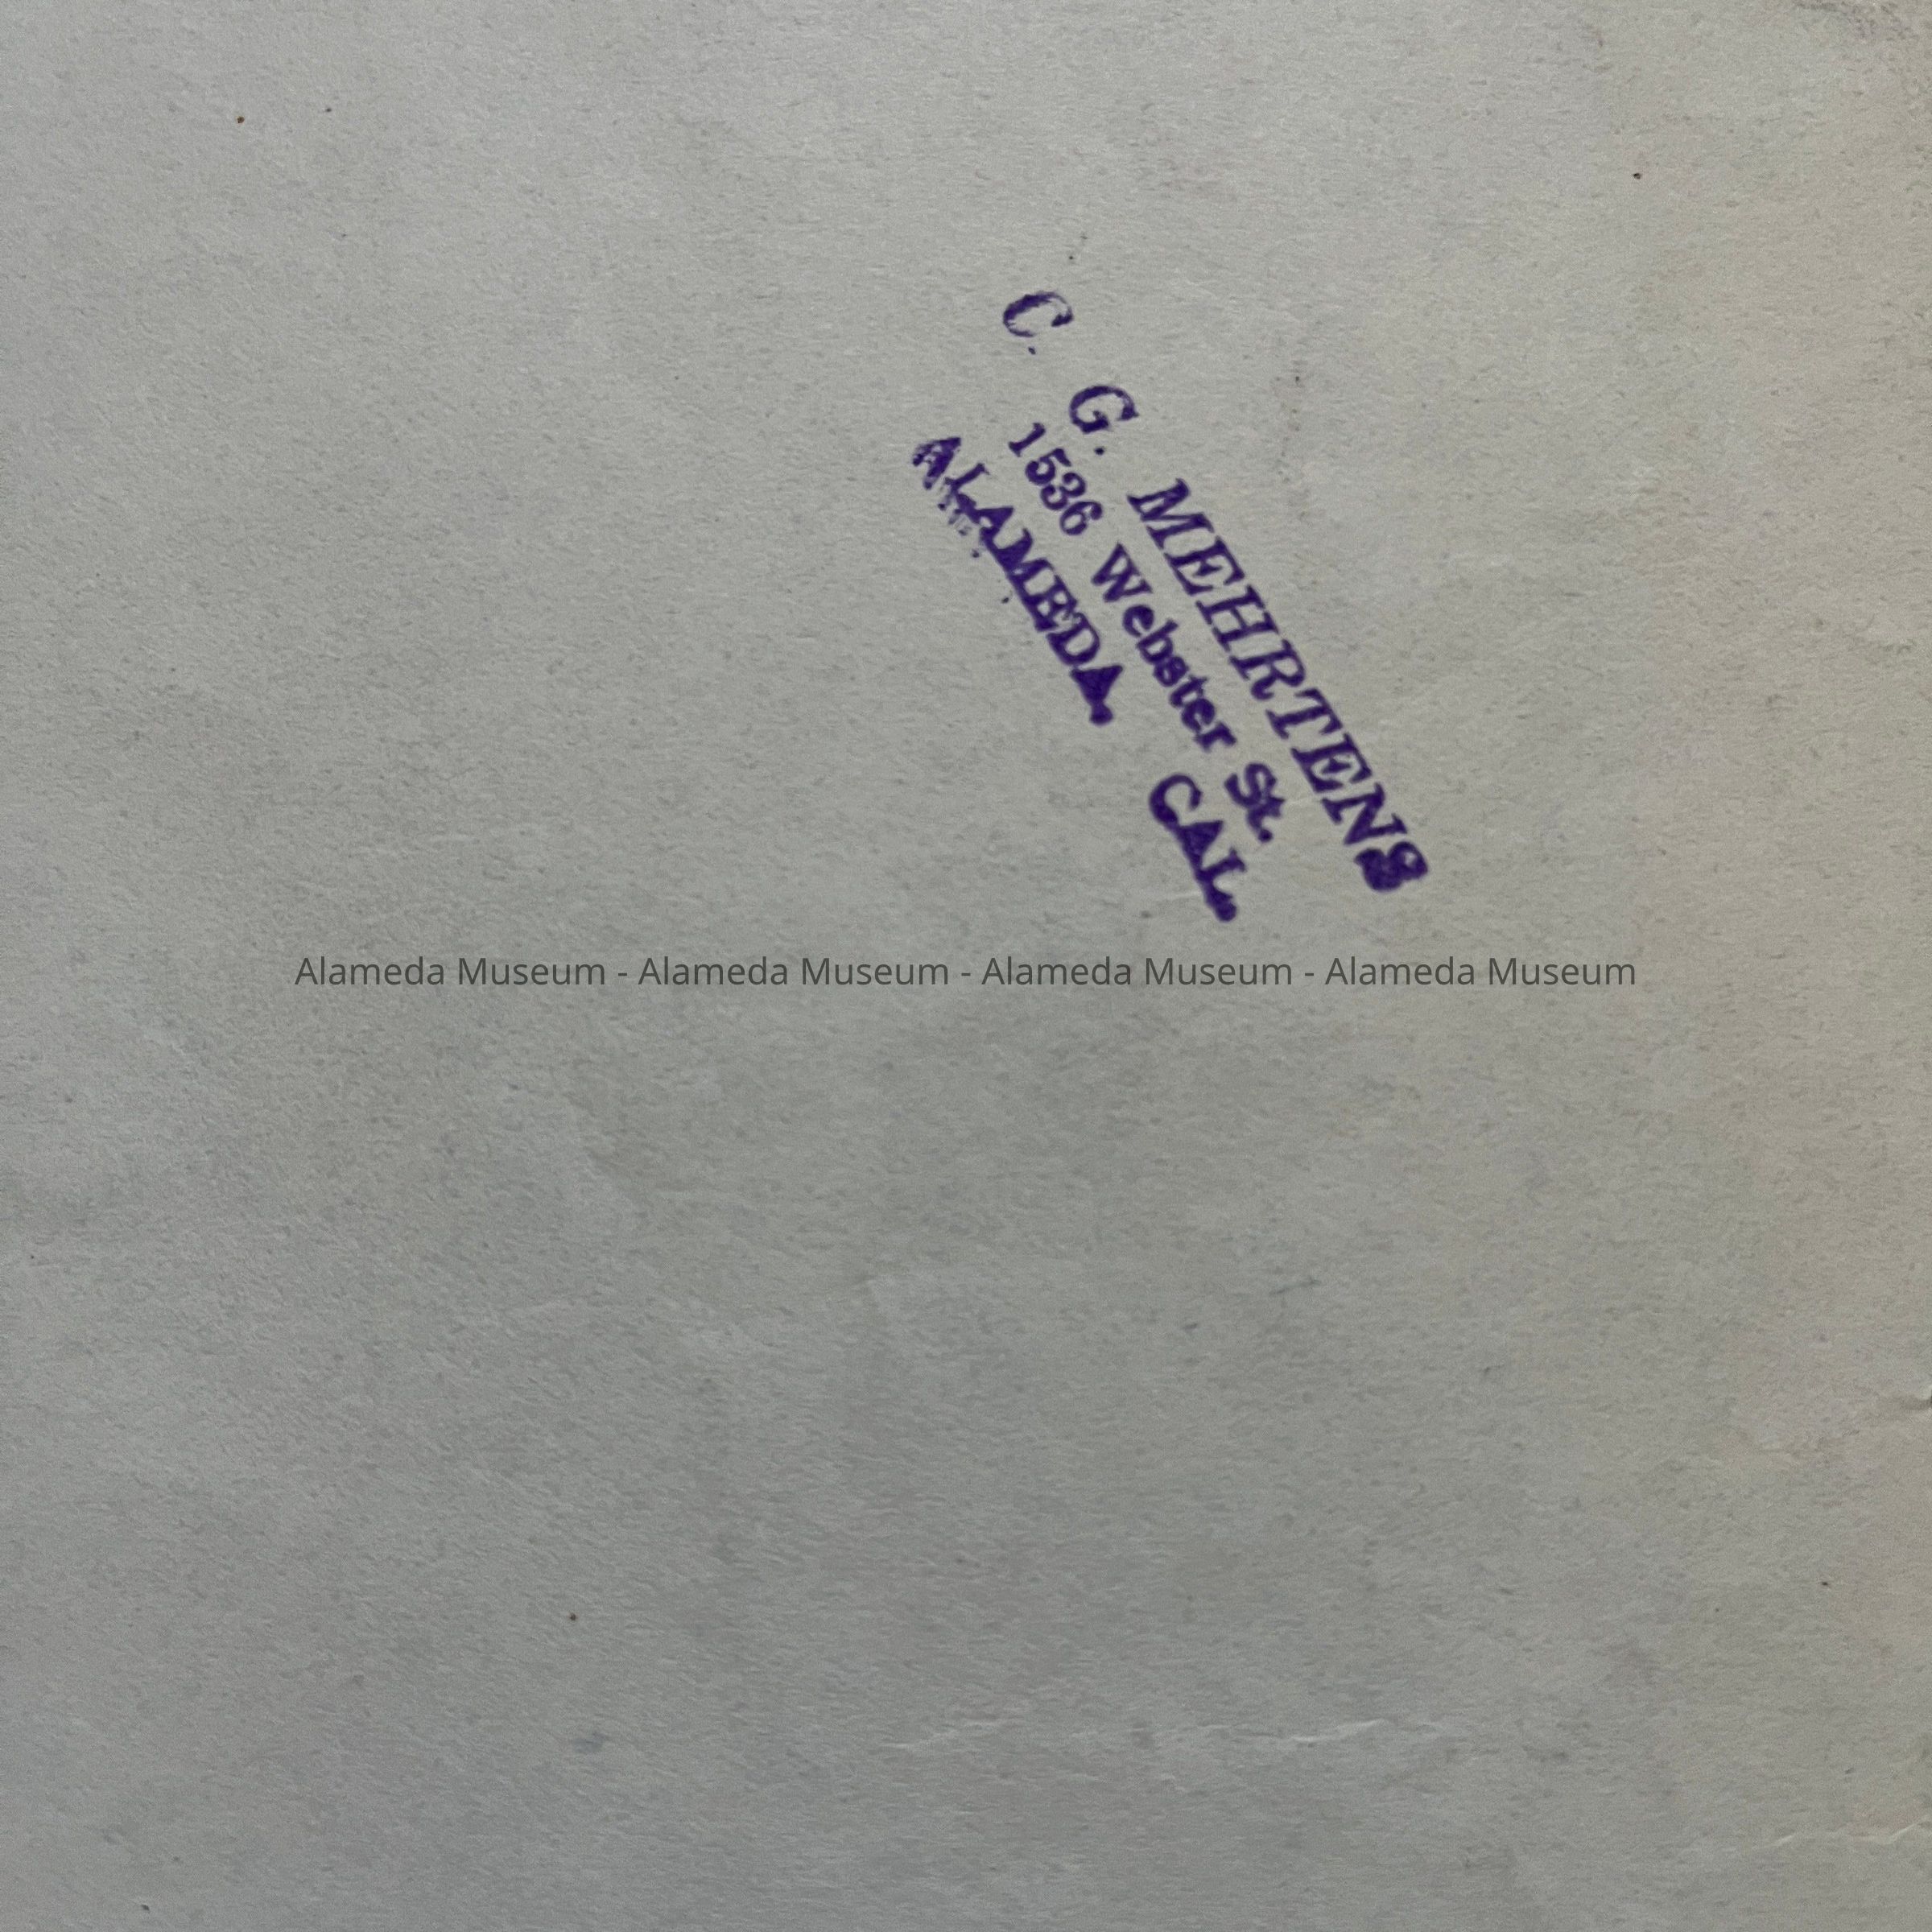 C. G. MEHRTENS
1536 Webster St.
ALAMEDA, CAL.
Alameda Museum - Alameda Museum - Alameda Museum - Alameda Museum